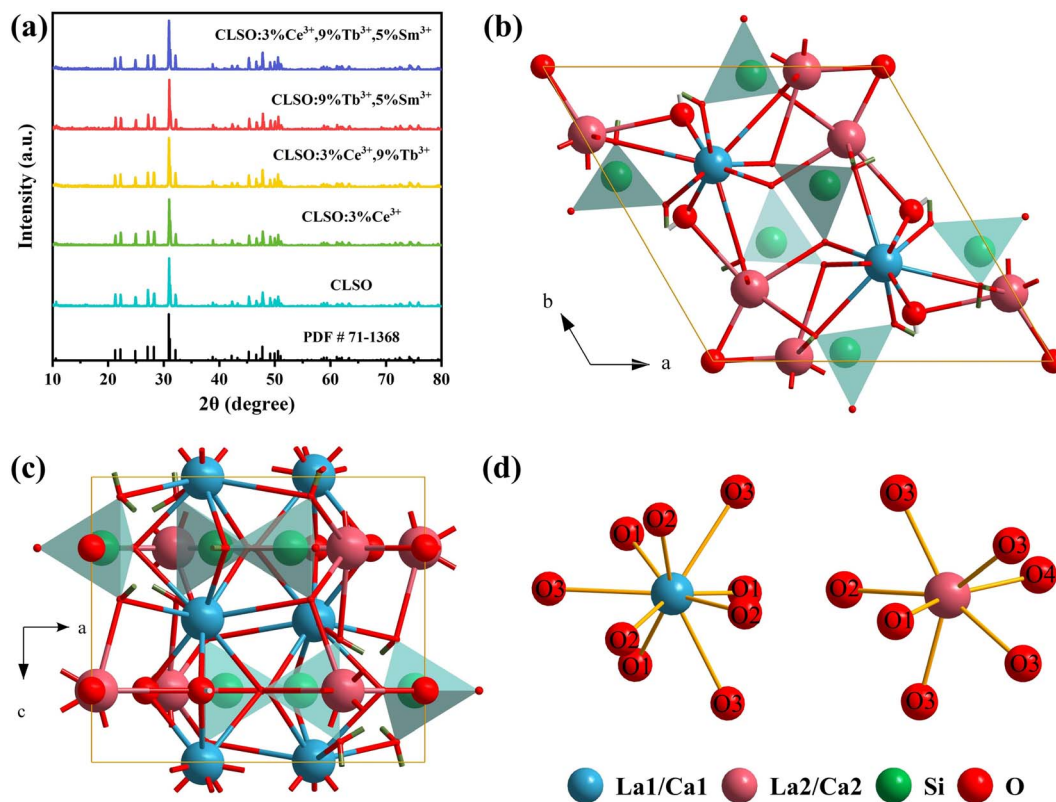 (a)
CLSO:3%Ce³⁺,9%Tb³⁺,5%Sm³⁺
CLSO:9%Tb³⁺,5%Sm³⁺
CLSO:3%Ce³⁺,9%Tb³⁺
CLSO:3%Ce³⁺
CLSO
PDF # 71-1368
Intensity (a.u.)
10 20 30 40 50 60 70 80
2θ (degree)
(b)
b
a
(c)
a
c
(d)
O3
O2
O1
O3
O1
O2
O2
O1
O3
O3
O3
O4
O2
O1
O3
O3
La1/Ca1 La2/Ca2 Si O